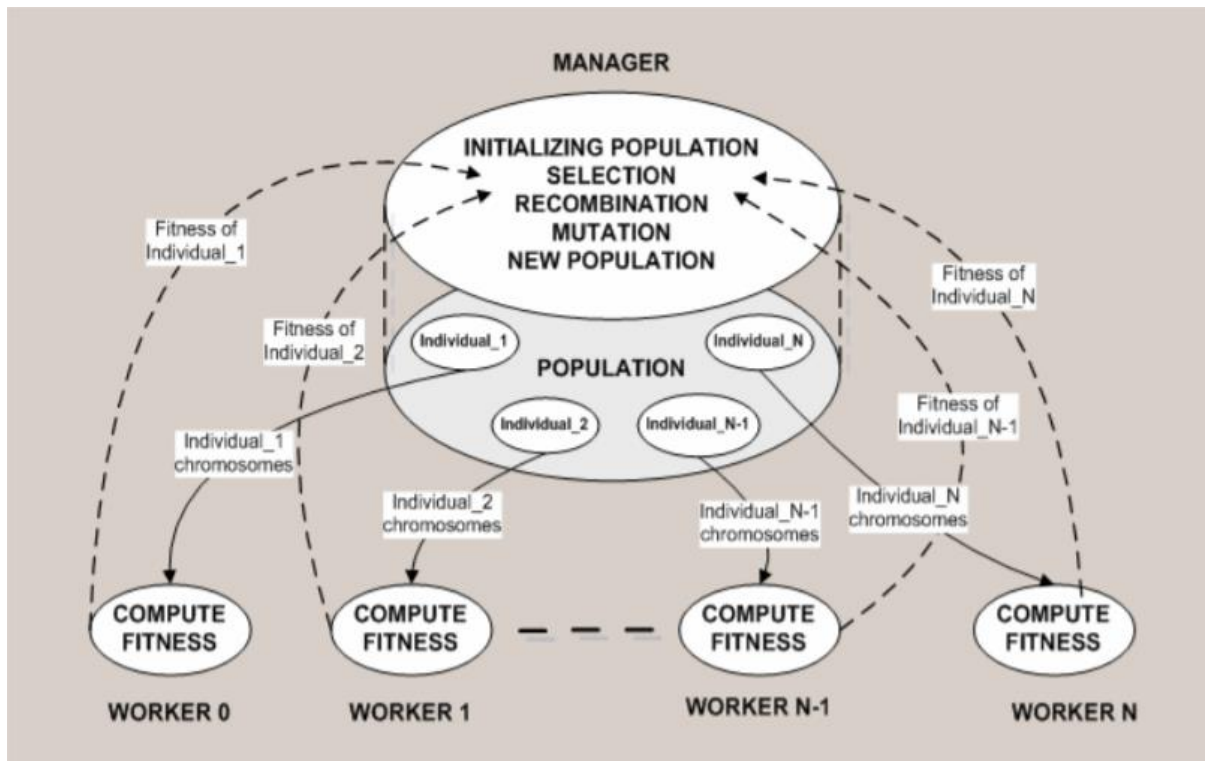 MANAGER
INITIALIZING POPULATION
SELECTION
RECOMBINATION
MUTATION
NEW POPULATION
Fitness of
Individual_1
Fitness of
Individual_2
Fitness of
Individual_N
Individual_1
Individual_N
POPULATION
Individual_2
Individual_N-1
Fitness of
Individual_N-1
Individual_1
chromosomes
Individual_2
chromosomes
Individual_N-1
chromosomes
Individual_N
chromosomes
COMPUTE
FITNESS
COMPUTE
FITNESS
COMPUTE
FITNESS
COMPUTE
FITNESS
WORKER 0
WORKER 1
WORKER N-1
WORKER N